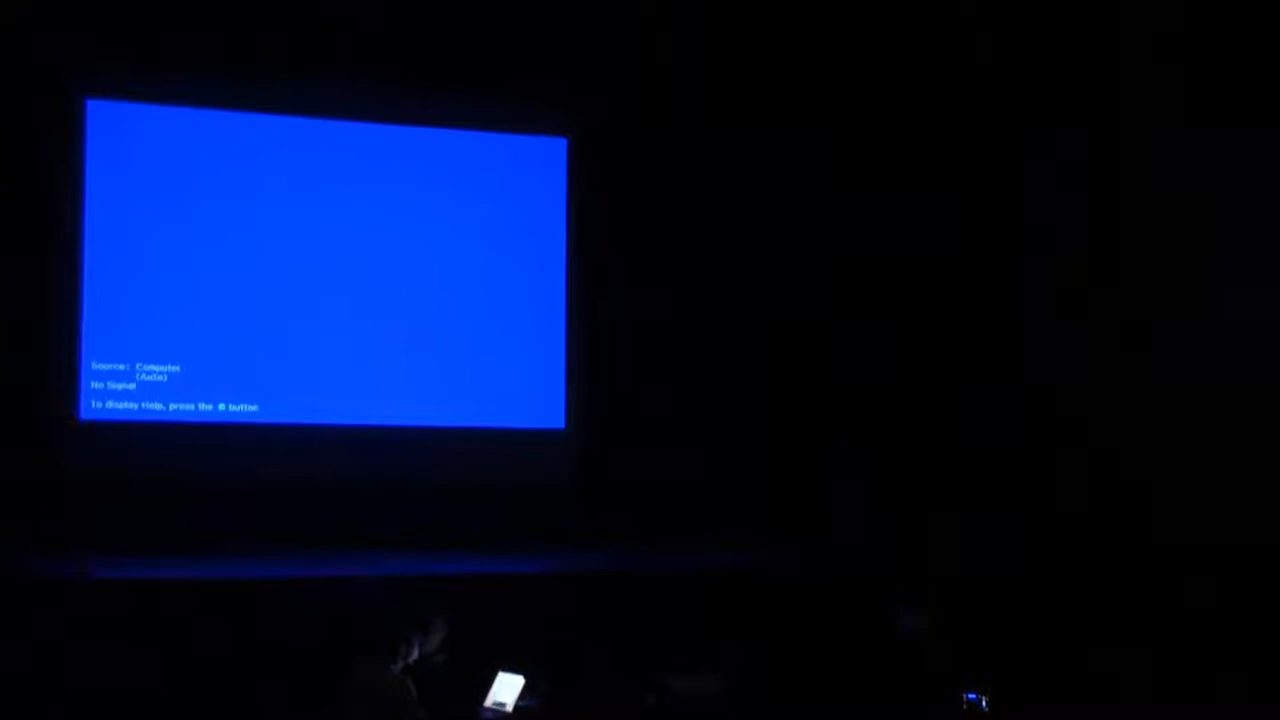 Source: Computer
(Auto)
No Signal
To display Help, press the button